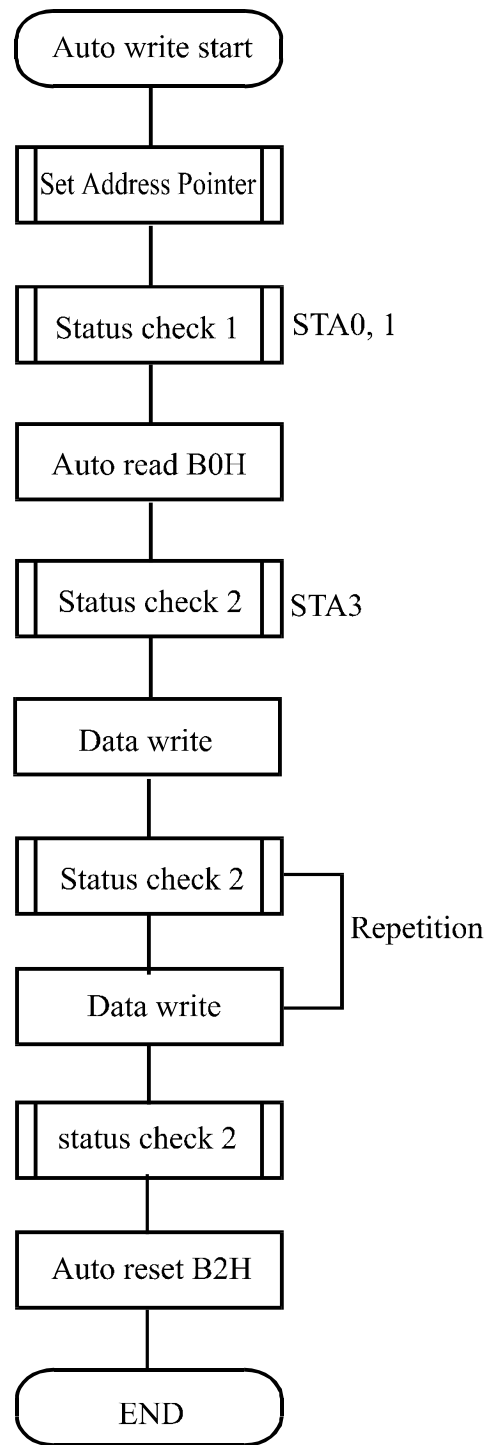 Auto write start
Set Address Pointer
Status check 1
STA0, 1
Auto read B0H
Status check 2
STA3
Data write
Status check 2
Repetition
Data write
status check 2
Auto reset B2H
END